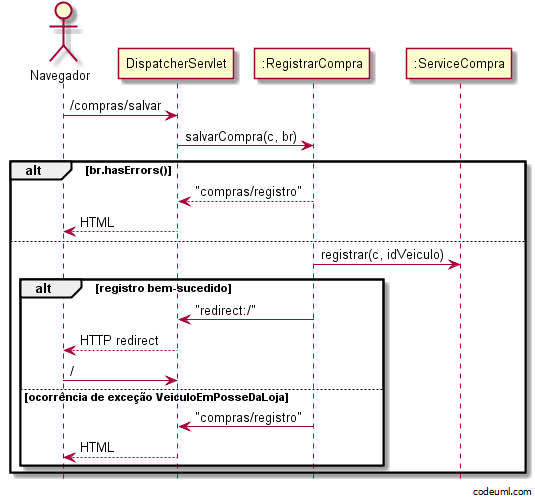 Navegador
DispatcherServlet
:RegistrarCompra
:ServiceCompra
/compras/salvar
salvarCompra(c, br)
alt [br.hasErrors()]
"compras/registro"
HTML
registrar(c, idVeiculo)
alt [registro bem-sucedido]
"redirect:/"
HTTP redirect
/
[ocorrência de exceção VeiculoEmPosseDaLoja]
"compras/registro"
HTML
codeuml.com